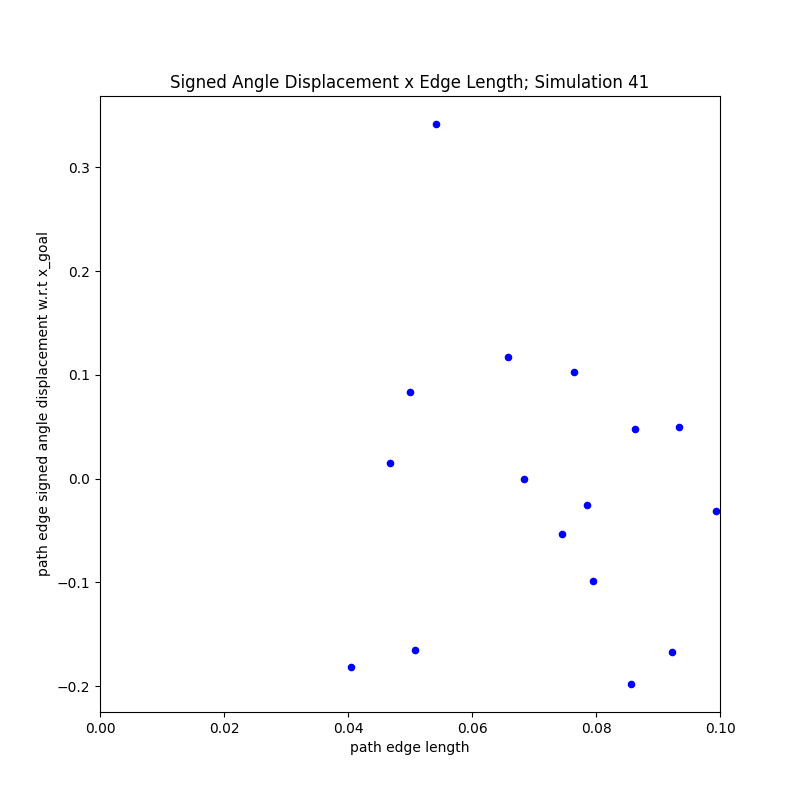 Signed Angle Displacement x Edge Length; Simulation 41
path edge signed angle displacement w.r.t x_goal
0.3
0.2
0.1
0.0
−0.1
−0.2
0.00 0.02 0.04 0.06 0.08 0.10
path edge length